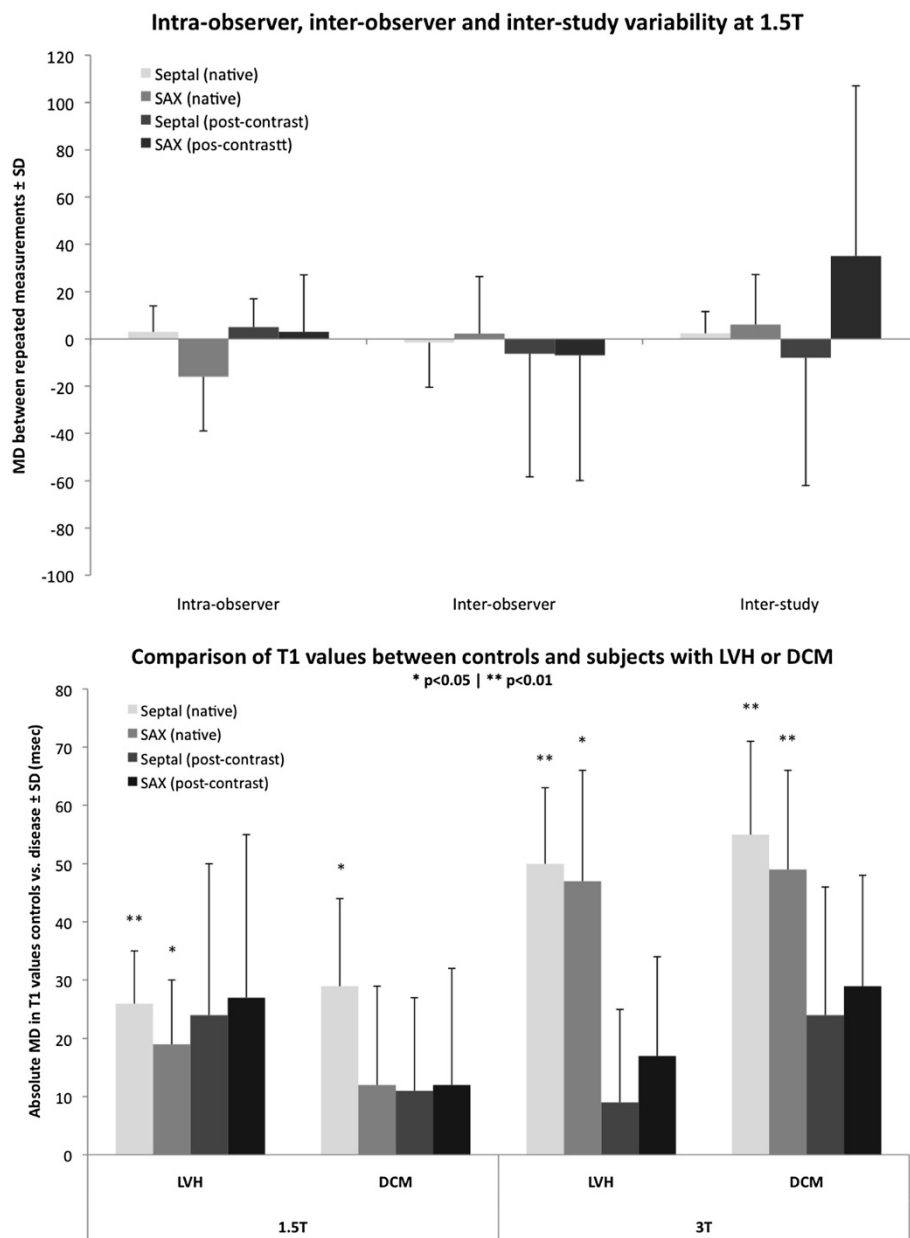 Intra-observer, inter-observer and inter-study variability at 1.5T
120
100
80
60
40
20
0
-20
-40
-60
-80
-100
MD between repeated measurements ± SD
Septal (native)
SAX (native)
Septal (post-contrast)
SAX (pos-contrastt)
Intra-observer
Inter-observer
Inter-study
Comparison of T1 values between controls and subjects with LVH or DCM
* p<0.05 | ** p<0.01
80
70
60
50
40
30
20
10
0
Absolute MD in T1 values controls vs. disease ± SD (msec)
Septal (native)
SAX (native)
Septal (post-contrast)
SAX (post-contrast)
** * * ** * ** **
LVH DCM LVH DCM
1.5T 3T